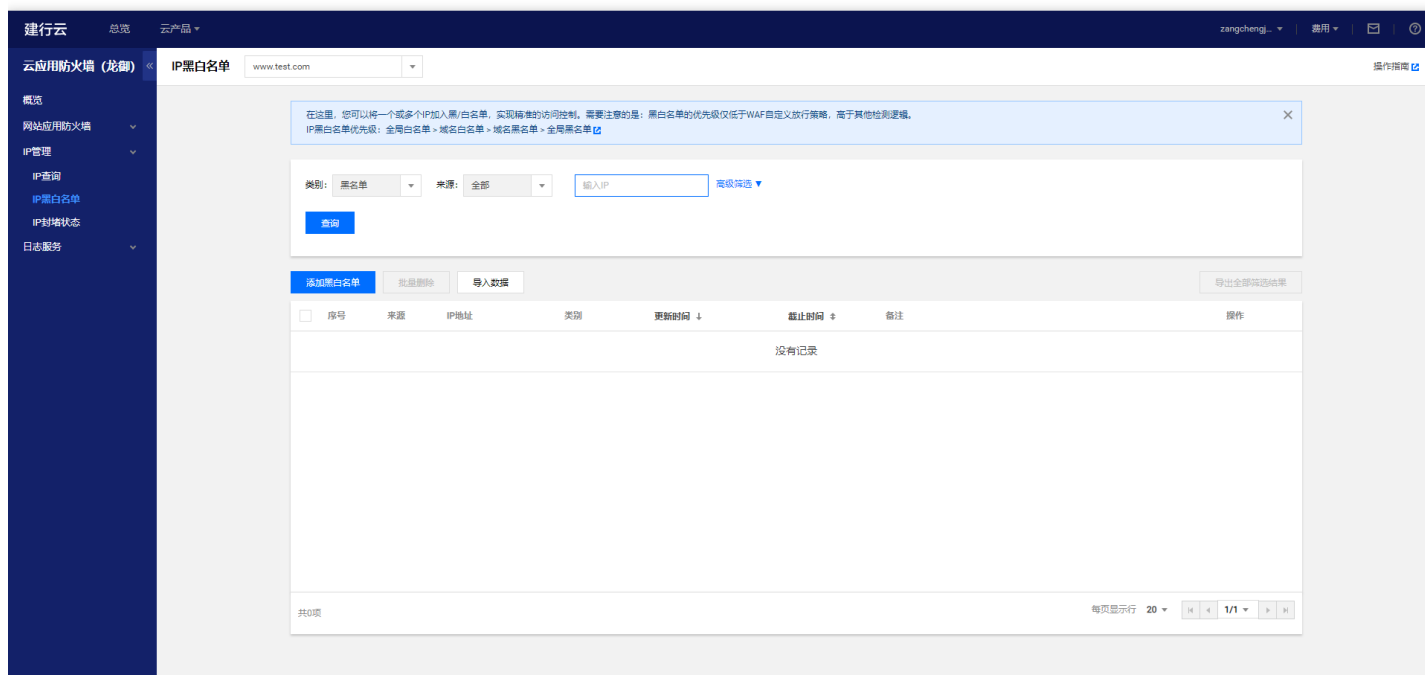 建行云 总览 云产品 zangchengj... 费用
云应用防火墙（龙御） « IP黑白名单 www.test.com 操作指南
概览
网站应用防火墙
IP管理
IP查询
IP黑白名单
IP封堵状态
日志服务
在这里，您可以将一个或多个IP加入黑/白名单，实现精准的访问控制。需要注意的是：黑白名单的优先级仅低于WAF自定义放行策略，高于其他检测逻辑。
IP黑白名单优先级：全局白名单 > 域名白名单 > 域名黑名单 > 全局黑名单
类别： 黑名单 来源： 全部 输入IP 高级筛选 ▼
查询
添加黑白名单 批量删除 导入数据 导出全部筛选结果
序号 来源 IP地址 类别 更新时间 ↓ 截止时间 备注 操作
没有记录
共0项 每页显示行 20 1/1